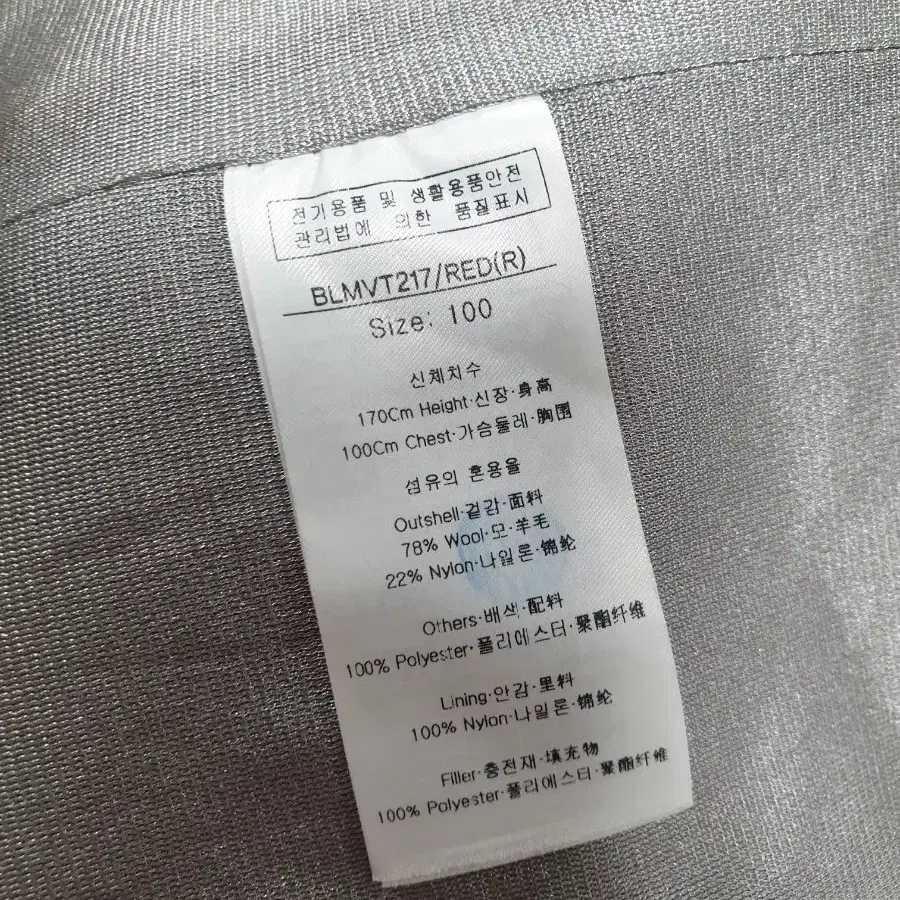 전기용품 및 생활용품안전
관리법에 의한 품질표시
BLMVT217/RED(R)
Size: 100
신체치수
170Cm Height·신장·身高
100Cm Chest·가슴둘레·胸围
섬유의 혼용율
Outshell·겉감·面料
78% Wool·모·羊毛
22% Nylon·나일론·锦纶
Others·배색·配料
100% Polyester·폴리에스터·聚酯纤维
Lining·안감·里料
100% Nylon·나일론·锦纶
Filler·충전재·填充物
100% Polyester·폴리에스터·聚酯纤维